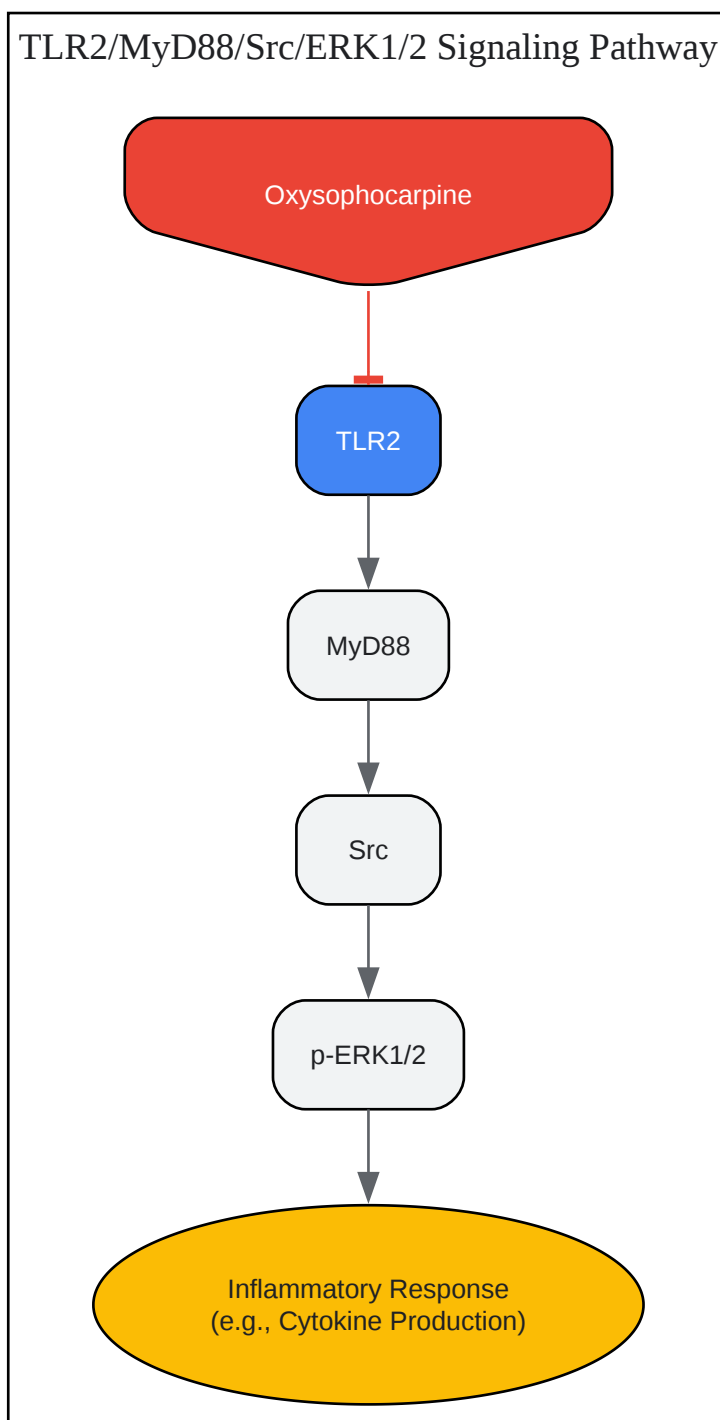 TLR2/MyD88/Src/ERK1/2 Signaling Pathway
Oxysophocarpine
TLR2
MyD88
Src
p-ERK1/2
Inflammatory Response
(e.g., Cytokine Production)